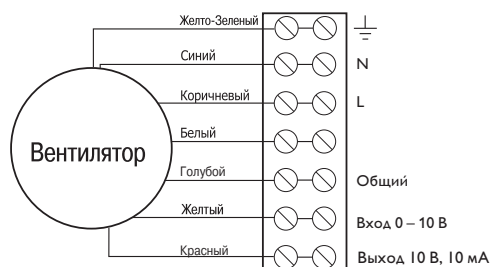 Желто-Зеленый
Синий N
Коричневый L
Белый
Вентилятор
Голубой Общий
Желтый Вход 0 – 10 В
Красный Выход 10 В, 10 мА